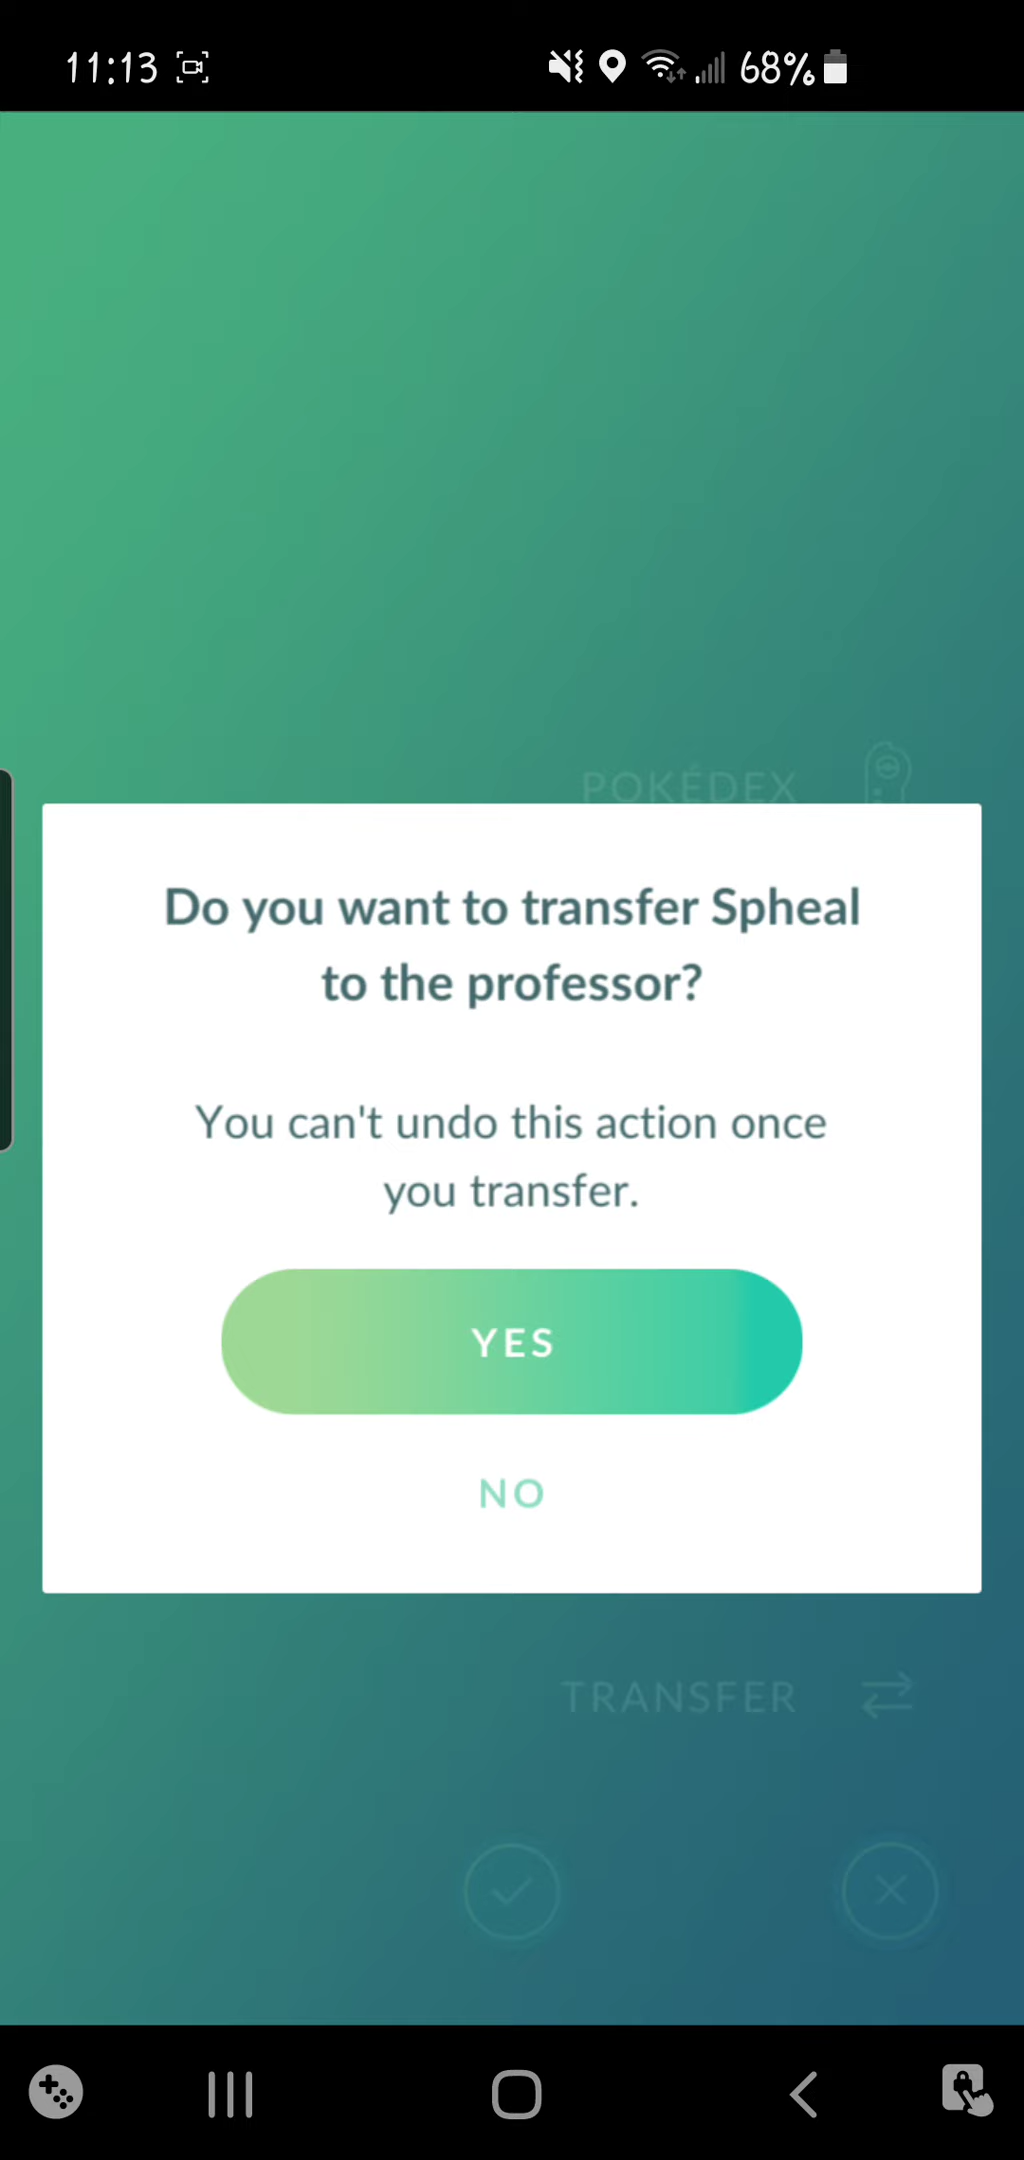 11:13
68%
POKÉDEX
Do you want to transfer Spheal
to the professor?
You can't undo this action once
you transfer.
YES
NO
TRANSFER